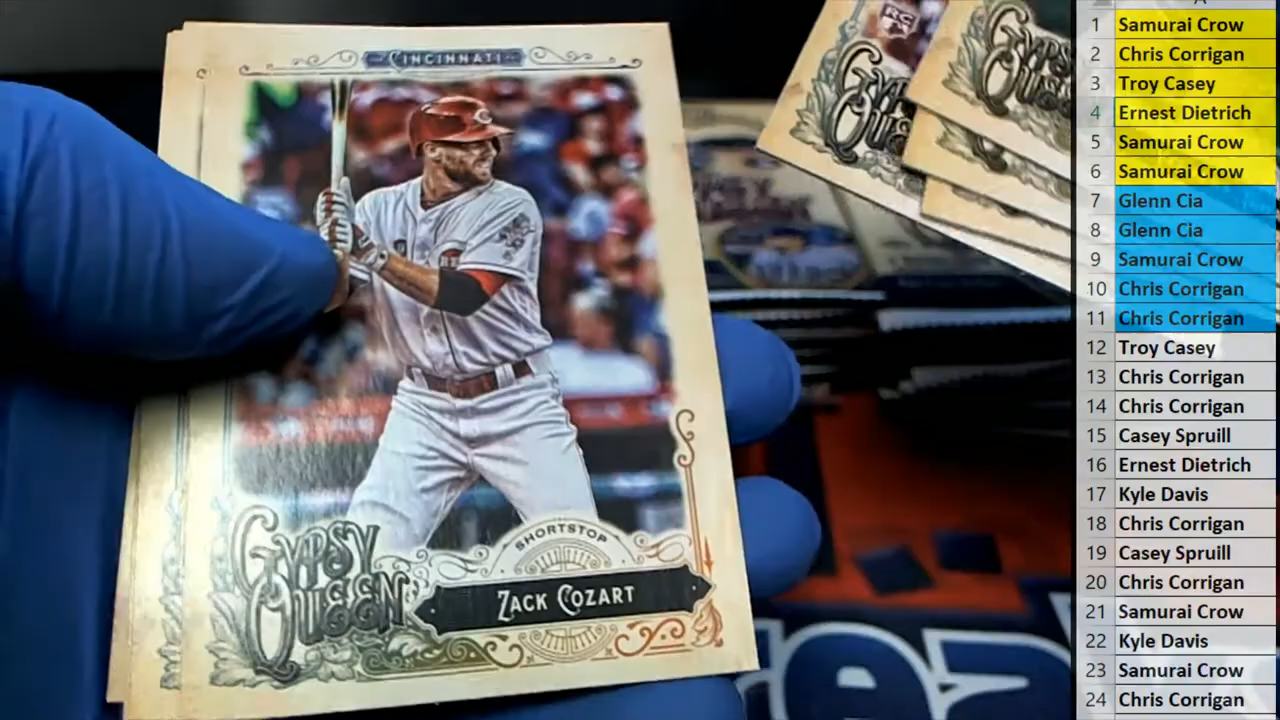 CINCINNATI
GYPSY
QUEEN
SHORTSTOP
ZACK COZART
RC
GYPSY
QUEEN
A
1 Samurai Crow
2 Chris Corrigan
3 Troy Casey
4 Ernest Dietrich
5 Samurai Crow
6 Samurai Crow
7 Glenn Cia
8 Glenn Cia
9 Samurai Crow
10 Chris Corrigan
11 Chris Corrigan
12 Troy Casey
13 Chris Corrigan
14 Chris Corrigan
15 Casey Spruill
16 Ernest Dietrich
17 Kyle Davis
18 Chris Corrigan
19 Casey Spruill
20 Chris Corrigan
21 Samurai Crow
22 Kyle Davis
23 Samurai Crow
24 Chris Corrigan